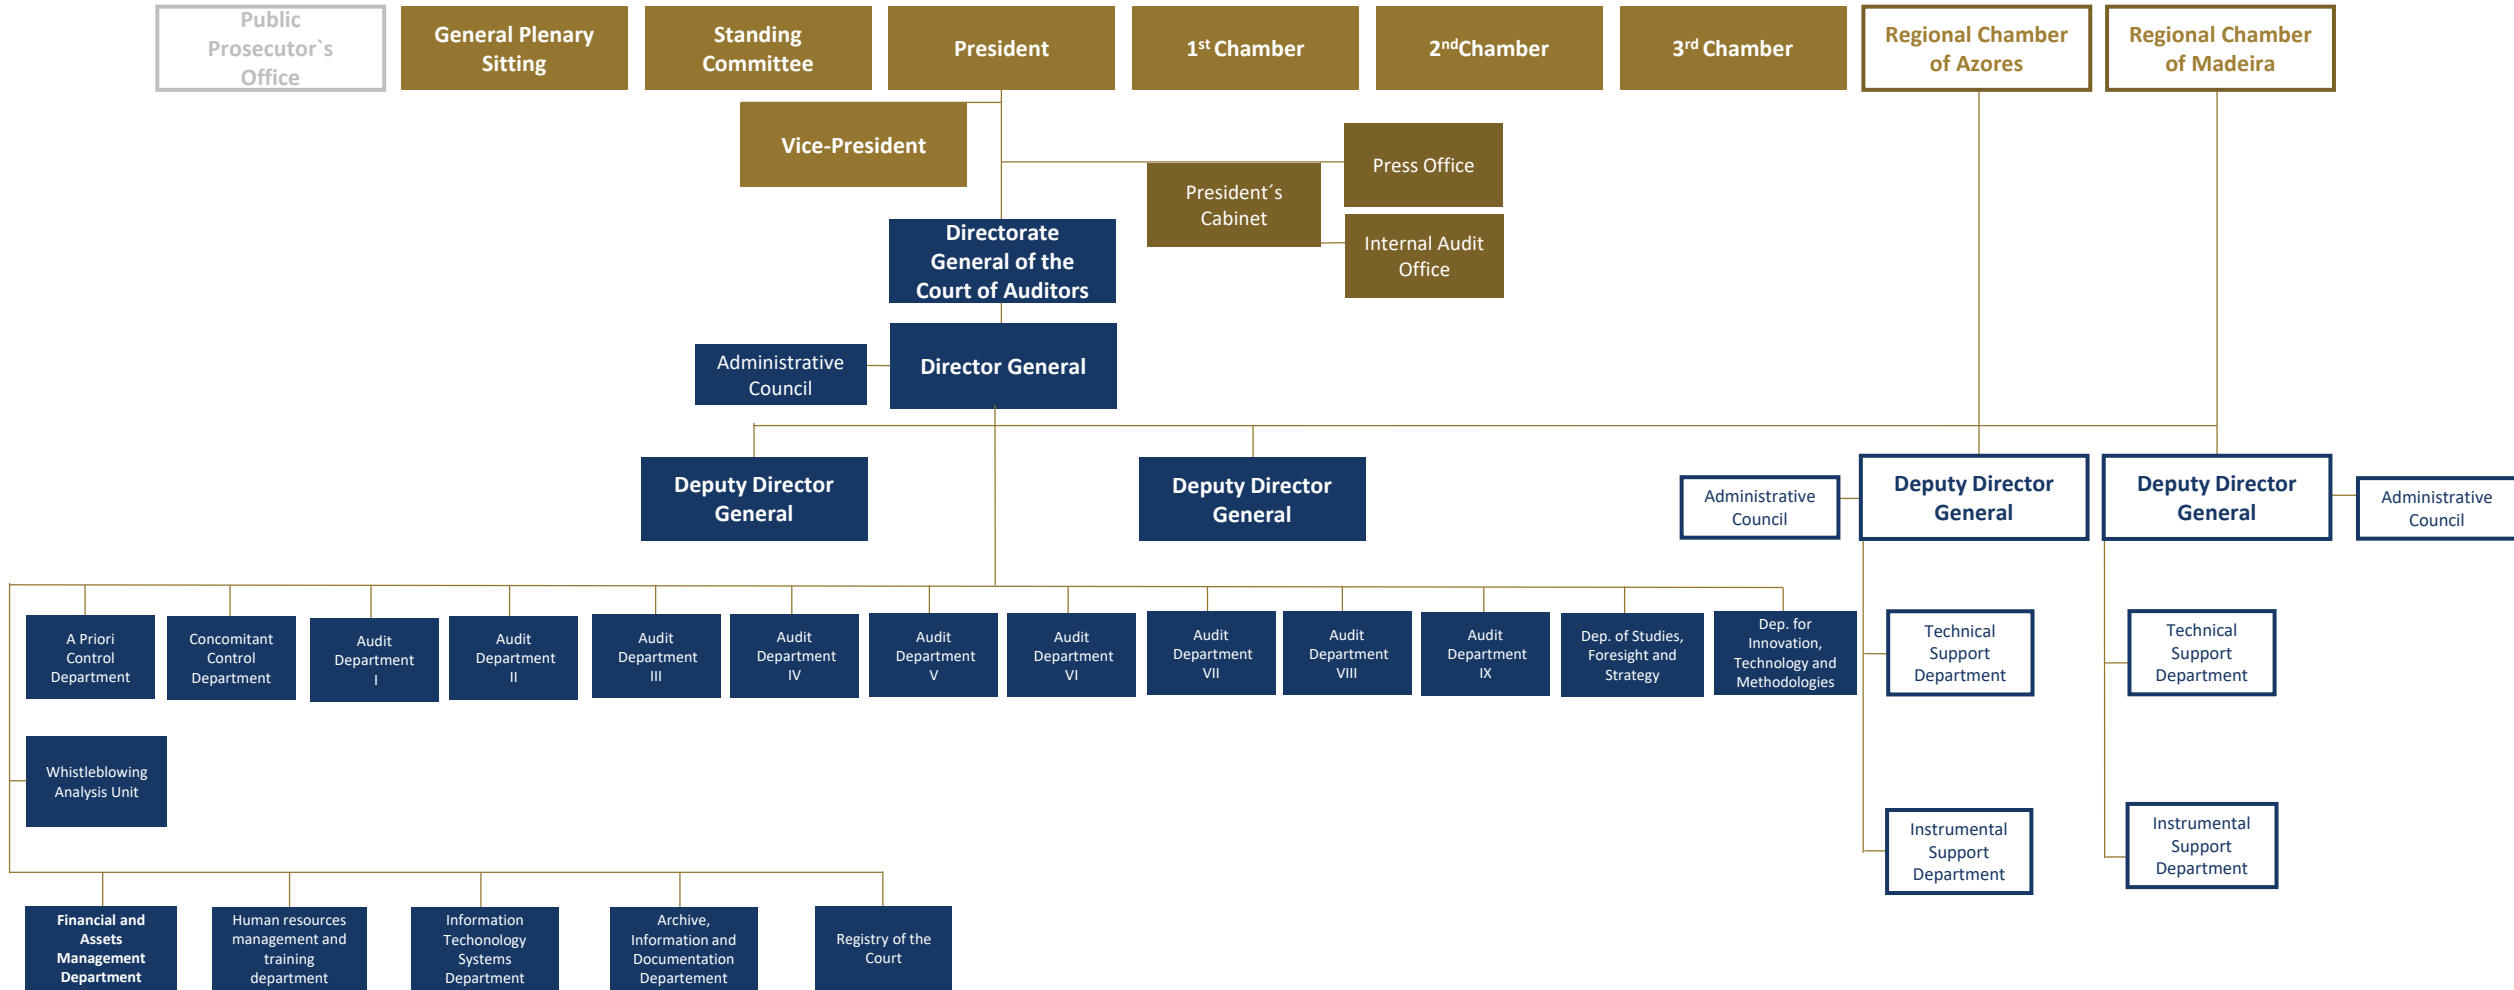 Public
Prosecutor`s
Office
General Plenary
Sitting
Standing
Committee
President
1st Chamber
2ndChamber
3rd Chamber
Regional Chamber
of Azores
Regional Chamber
of Madeira
Vice-President
Press Office
President´s
Cabinet
Internal Audit
Office
Directorate
General of the
Court of Auditors
Administrative
Council
Director General
Deputy Director
General
Deputy Director
General
Administrative
Council
Deputy Director
General
Deputy Director
General
Administrative
Council
A Priori
Control
Department
Concomitant
Control
Department
Audit
Department
I
Audit
Department
II
Audit
Department
III
Audit
Department
IV
Audit
Department
V
Audit
Department
VI
Audit
Department
VII
Audit
Department
VIII
Audit
Department
IX
Dep. of Studies,
Foresight and
Strategy
Dep. for
Innovation,
Technology and
Methodologies
Technical
Support
Department
Technical
Support
Department
Whistleblowing
Analysis Unit
Instrumental
Support
Department
Instrumental
Support
Department
Financial and
Assets
Management
Department
Human resources
management and
training
department
Information
Techonology
Systems
Department
Archive,
Information and
Documentation
Departement
Registry of the
Court